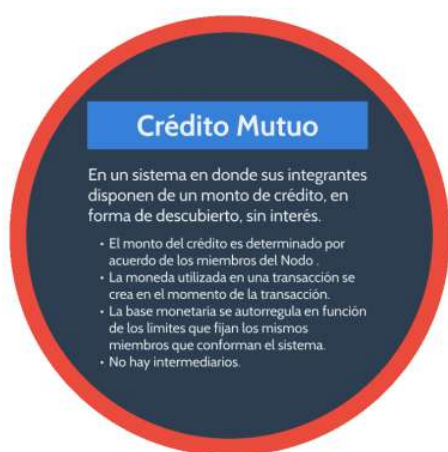 Crédito Mutuo
En un sistema en donde sus integrantes
disponen de un monto de crédito, en
forma de descubierto, sin interés.
• El monto del crédito es determinado por
acuerdo de los miembros del Nodo .
• La moneda utilizada en una transacción se
crea en el momento de la transacción.
• La base monetaria se autorregula en función
de los limites que fijan los mismos
miembros que conforman el sistema.
• No hay intermediarios.